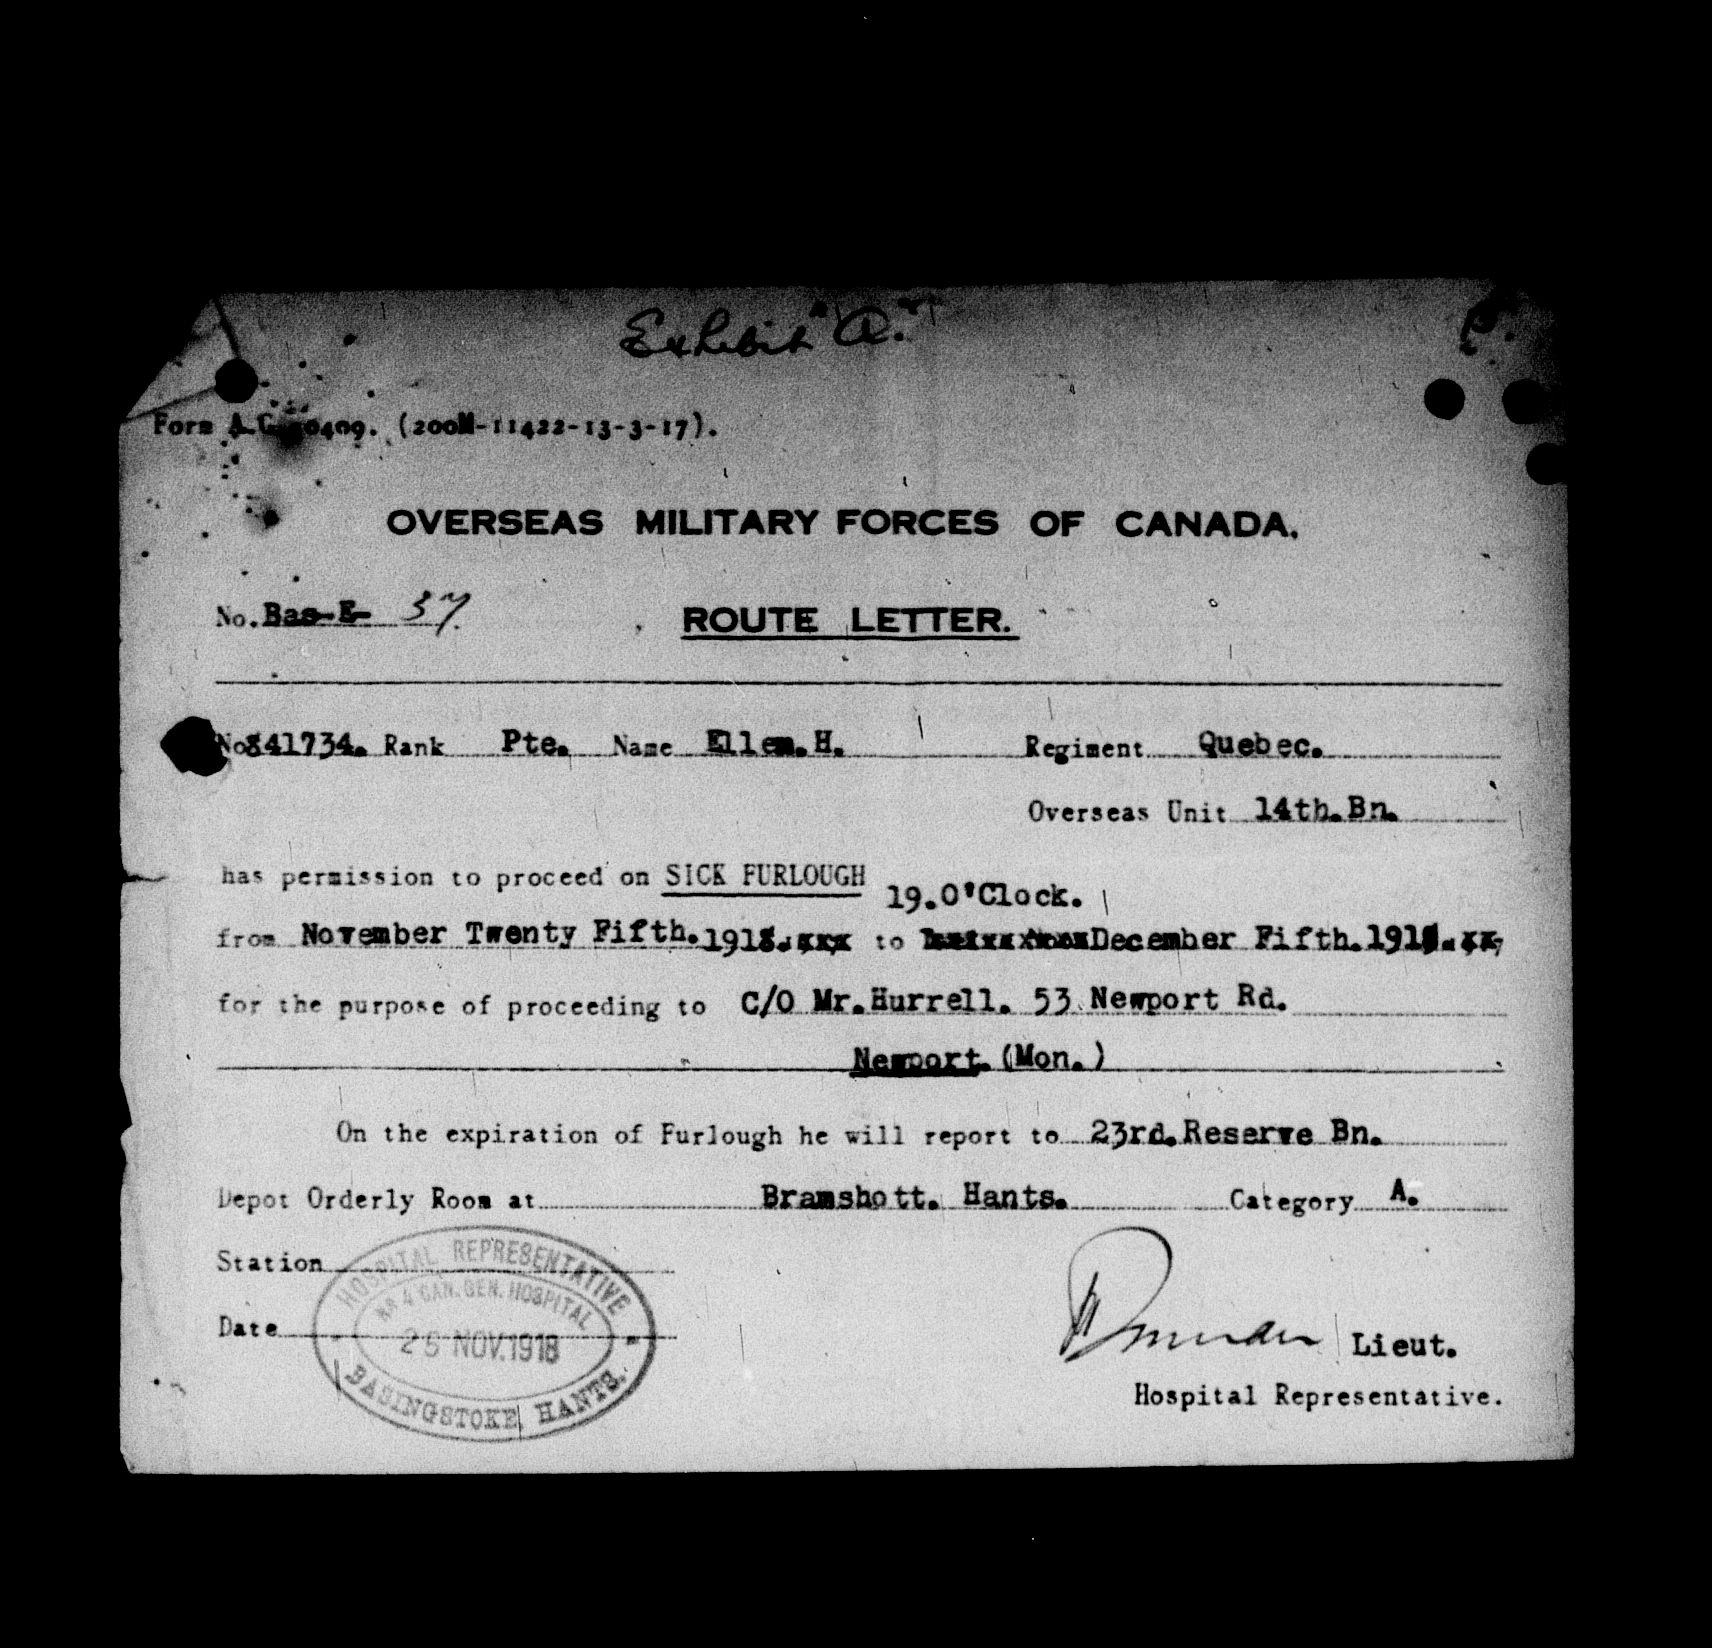 Exhibit "A."
Form A.G. 0409. (200M-11422-13-3-17).
OVERSEAS MILITARY FORCES OF CANADA.
No. Bas-E- 37.
ROUTE LETTER.
No 841734. Rank Pte. Name Ellem.H. Regiment Quebec.
Overseas Unit 14th.Bn.
has permission to proceed on SICK FURLOUGH
19.O'Clock.
from November Twenty Fifth.1918. to December Fifth.191
for the purpose of proceeding to C/O Mr.Hurrell. 53 Newport Rd.
Newport.(Mon.)
On the expiration of Furlough he will report to 23rd.Reserve Bn.
Depot Orderly Room at Bramshott. Hants. Category A.
Station
Date
HOSPITAL REPRESENTATIVE
No 4 CAN. GEN. HOSPITAL
25 NOV.1918
BASINGSTOKE, HANTS.
Lieut.
Hospital Representative.